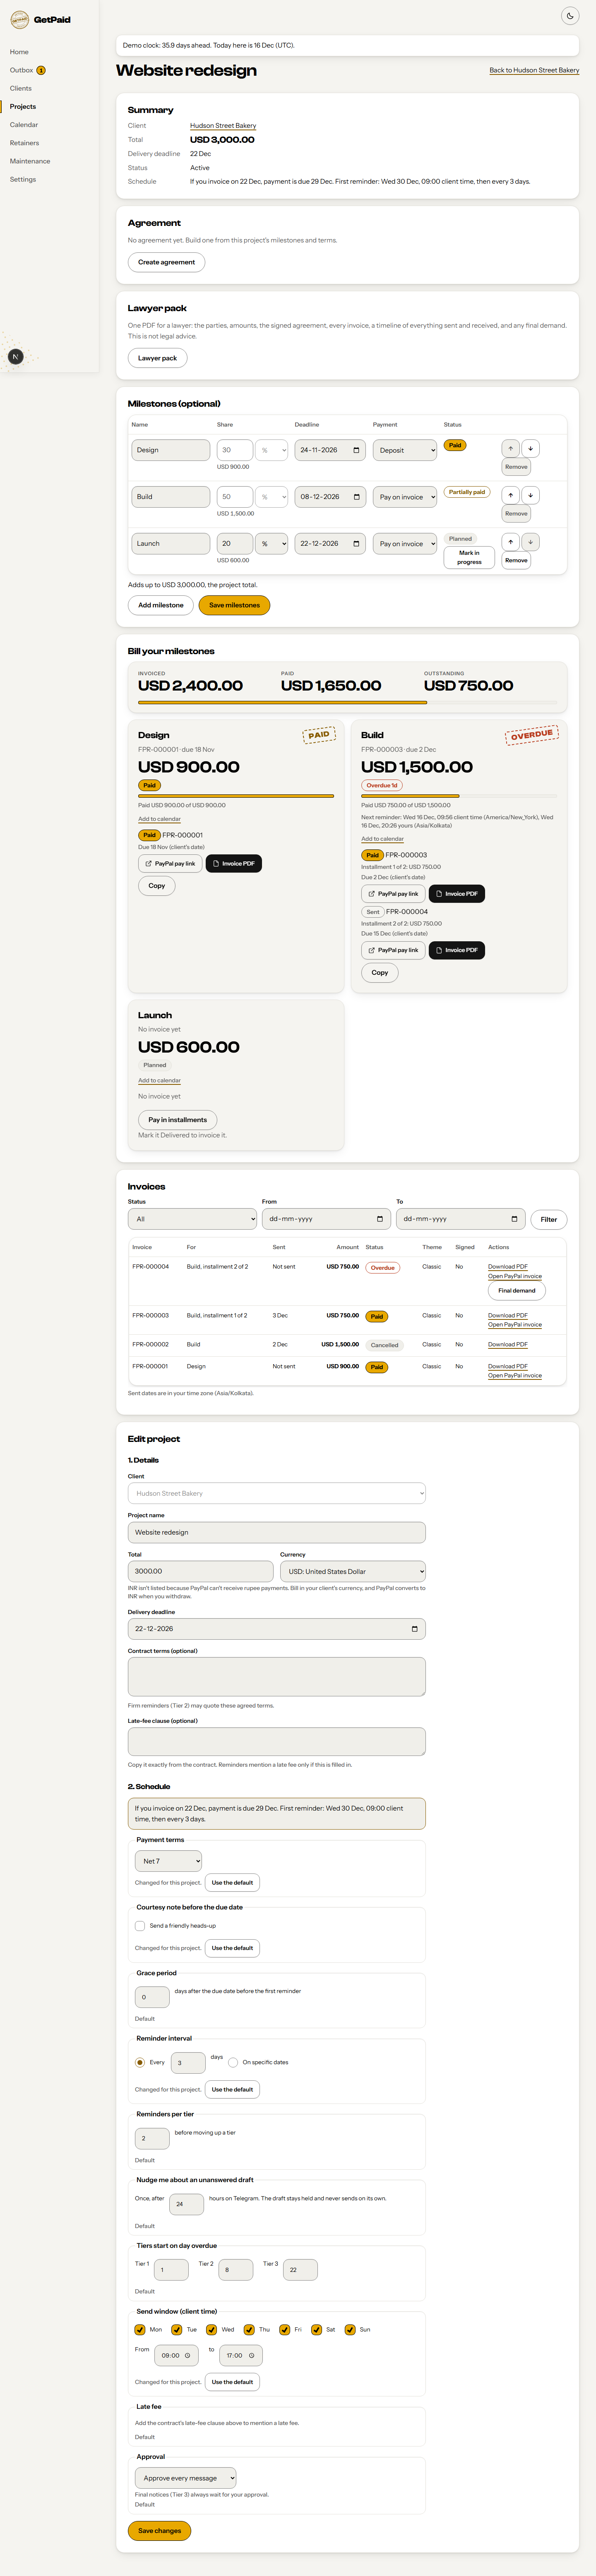 GetPaid
Home
Outbox 1
Clients
Projects
Calendar
Retainers
Maintenance
Settings
N
Demo clock: 35.9 days ahead. Today here is 16 Dec (UTC).
Website redesign
Back to Hudson Street Bakery
Summary
Client Hudson Street Bakery
Total USD 3,000.00
Delivery deadline 22 Dec
Status Active
Schedule If you invoice on 22 Dec, payment is due 29 Dec. First reminder: Wed 30 Dec, 09:00 client time, then every 3 days.
Agreement
No agreement yet. Build one from this project's milestones and terms.
Create agreement
Lawyer pack
One PDF for a lawyer: the parties, amounts, the signed agreement, every invoice, a timeline of everything sent and received, and any final demand.
This is not legal advice.
Lawyer pack
Milestones (optional)
Name Share Deadline Payment Status
Design 30 % 24-11-2026 Deposit Paid
USD 900.00
Remove
Build 50 % 08-12-2026 Pay on invoice Partially paid
USD 1,500.00
Remove
Launch 20 % 22-12-2026 Pay on invoice Planned
USD 600.00
Mark in progress
Remove
Adds up to USD 3,000.00, the project total.
Add milestone Save milestones
Bill your milestones
INVOICED PAID OUTSTANDING
USD 2,400.00 USD 1,650.00 USD 750.00
Design
PAID
FPR-000001 · due 18 Nov
USD 900.00
Paid
Paid USD 900.00 of USD 900.00
Add to calendar
Paid FPR-000001
Due 18 Nov (client's date)
PayPal pay link Invoice PDF
Copy
Build
OVERDUE
FPR-000003 · due 2 Dec
USD 1,500.00
Overdue 1d
Paid USD 750.00 of USD 1,500.00
Next reminder: Wed 16 Dec, 09:56 client time (America/New_York), Wed
16 Dec, 20:26 yours (Asia/Kolkata)
Add to calendar
Paid FPR-000003
Installment 1 of 2: USD 750.00
Due 2 Dec (client's date)
PayPal pay link Invoice PDF
Sent FPR-000004
Installment 2 of 2: USD 750.00
Due 15 Dec (client's date)
PayPal pay link Invoice PDF
Copy
Launch
No invoice yet
USD 600.00
Planned
Add to calendar
No invoice yet
Pay in installments
Mark it Delivered to invoice it.
Invoices
Status From To
All dd-mm-yyyy dd-mm-yyyy Filter
Invoice For Sent Amount Status Theme Signed Actions
FPR-000004 Build, installment 2 of 2 Not sent USD 750.00 Overdue Classic No Download PDF
Open PayPal invoice
Final demand
FPR-000003 Build, installment 1 of 2 3 Dec USD 750.00 Paid Classic No Download PDF
Open PayPal invoice
FPR-000002 Build 2 Dec USD 1,500.00 Cancelled Classic No Download PDF
FPR-000001 Design Not sent USD 900.00 Paid Classic No Download PDF
Open PayPal invoice
Sent dates are in your time zone (Asia/Kolkata).
Edit project
1. Details
Client
Hudson Street Bakery
Project name
Website redesign
Total Currency
3000.00 USD: United States Dollar
INR isn't listed because PayPal can't receive rupee payments. Bill in your client's currency, and PayPal converts to
INR when you withdraw.
Delivery deadline
22-12-2026
Contract terms (optional)
Firm reminders (Tier 2) may quote these agreed terms.
Late-fee clause (optional)
Copy it exactly from the contract. Reminders mention a late fee only if this is filled in.
2. Schedule
If you invoice on 22 Dec, payment is due 29 Dec. First reminder: Wed 30 Dec, 09:00 client
time, then every 3 days.
Payment terms
Net 7
Changed for this project. Use the default
Courtesy note before the due date
Send a friendly heads-up
Changed for this project. Use the default
Grace period
0 days after the due date before the first reminder
Default
Reminder interval
Every 3 days On specific dates
Changed for this project. Use the default
Reminders per tier
2 before moving up a tier
Default
Nudge me about an unanswered draft
Once, after 24 hours on Telegram. The draft stays held and never sends on its own.
Default
Tiers start on day overdue
Tier 1 1 Tier 2 8 Tier 3 22
Default
Send window (client time)
Mon Tue Wed Thu Fri Sat Sun
From 09:00 to 17:00
Changed for this project. Use the default
Late fee
Add the contract's late-fee clause above to mention a late fee.
Default
Approval
Approve every message
Final notices (Tier 3) always wait for your approval.
Default
Save changes